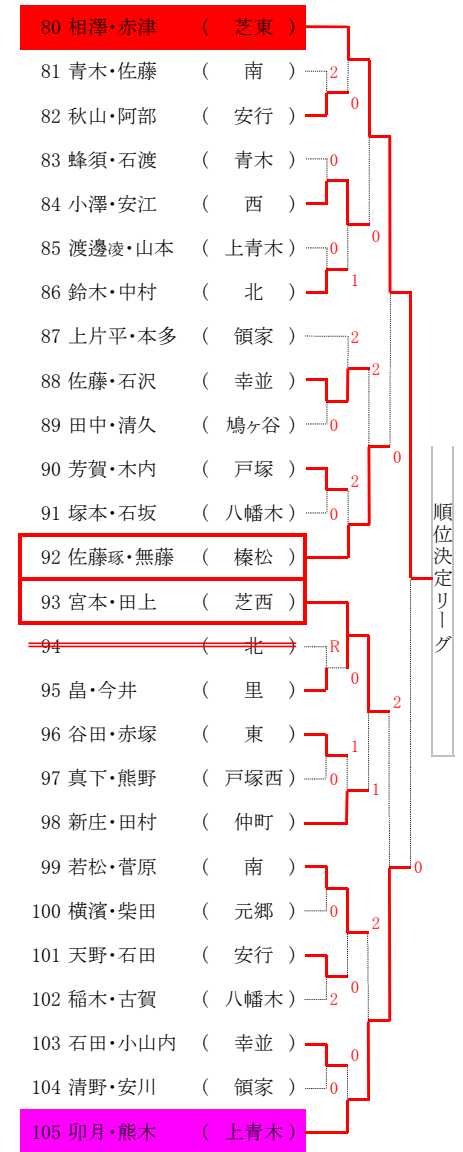 80 相澤・赤津 ( 芝東 )
81 青木・佐藤 ( 南 ) 2
0
82 秋山・阿部 ( 安行 )
83 蜂須・石渡 ( 青木 ) 0
84 小澤・安江 ( 西 )
0
85 渡邊凌・山本 ( 上青木 ) 0
1
86 鈴木・中村 ( 北 )
87 上片平・本多 ( 領家 ) 2
2
88 佐藤・石沢 ( 幸並 )
89 田中・清久 ( 鳩ヶ谷 ) 0
0
90 芳賀・木内 ( 戸塚 )
2
91 塚本・石坂 ( 八幡木 ) 0
92 佐藤琢・無藤 ( 榛松 )
93 宮本・田上 ( 芝西 )
94 ( 北 ) R
0
95 畠・今井 ( 里 )
2
96 谷田・赤塚 ( 東 )
1
97 真下・熊野 ( 戸塚西 ) 0
1
98 新庄・田村 ( 仲町 )
99 若松・菅原 ( 南 )
0
100 横濱・柴田 ( 元郷 ) 0
2
101 天野・石田 ( 安行 )
0
102 稲木・古賀 ( 八幡木 ) 2
103 石田・小山内 ( 幸並 )
0
104 清野・安川 ( 領家 ) 0
105 卯月・熊木 ( 上青木 )
順位決定リーグ